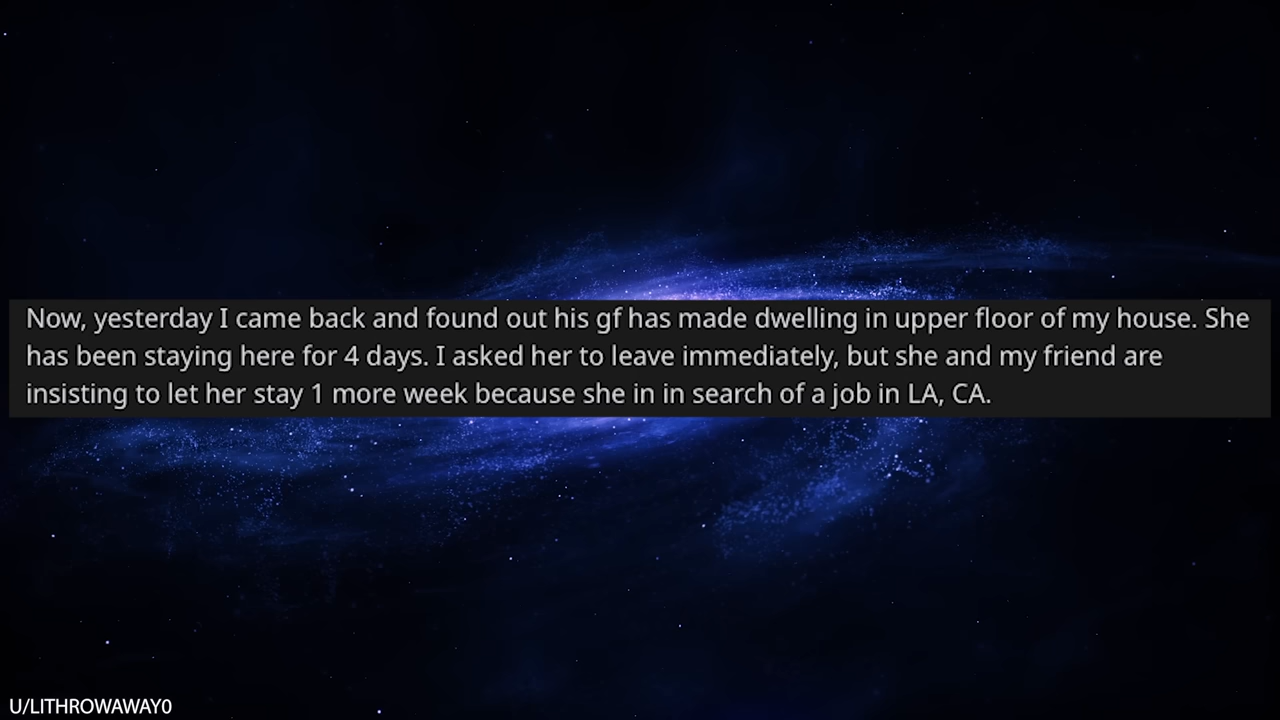 Now, yesterday I came back and found out his gf has made dwelling in upper floor of my house. She
has been staying here for 4 days. I asked her to leave immediately, but she and my friend are
insisting to let her stay 1 more week because she in in search of a job in LA, CA.
U/LITHROWAWAY0